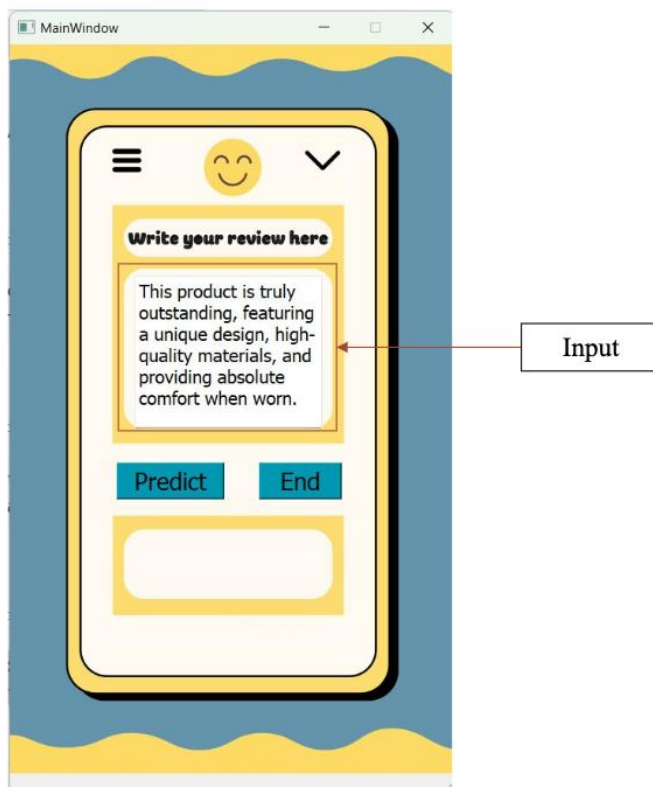 MainWindow
Write your review here
This product is truly
outstanding, featuring
a unique design, high-
quality materials, and
providing absolute
comfort when worn.
Input
Predict
End